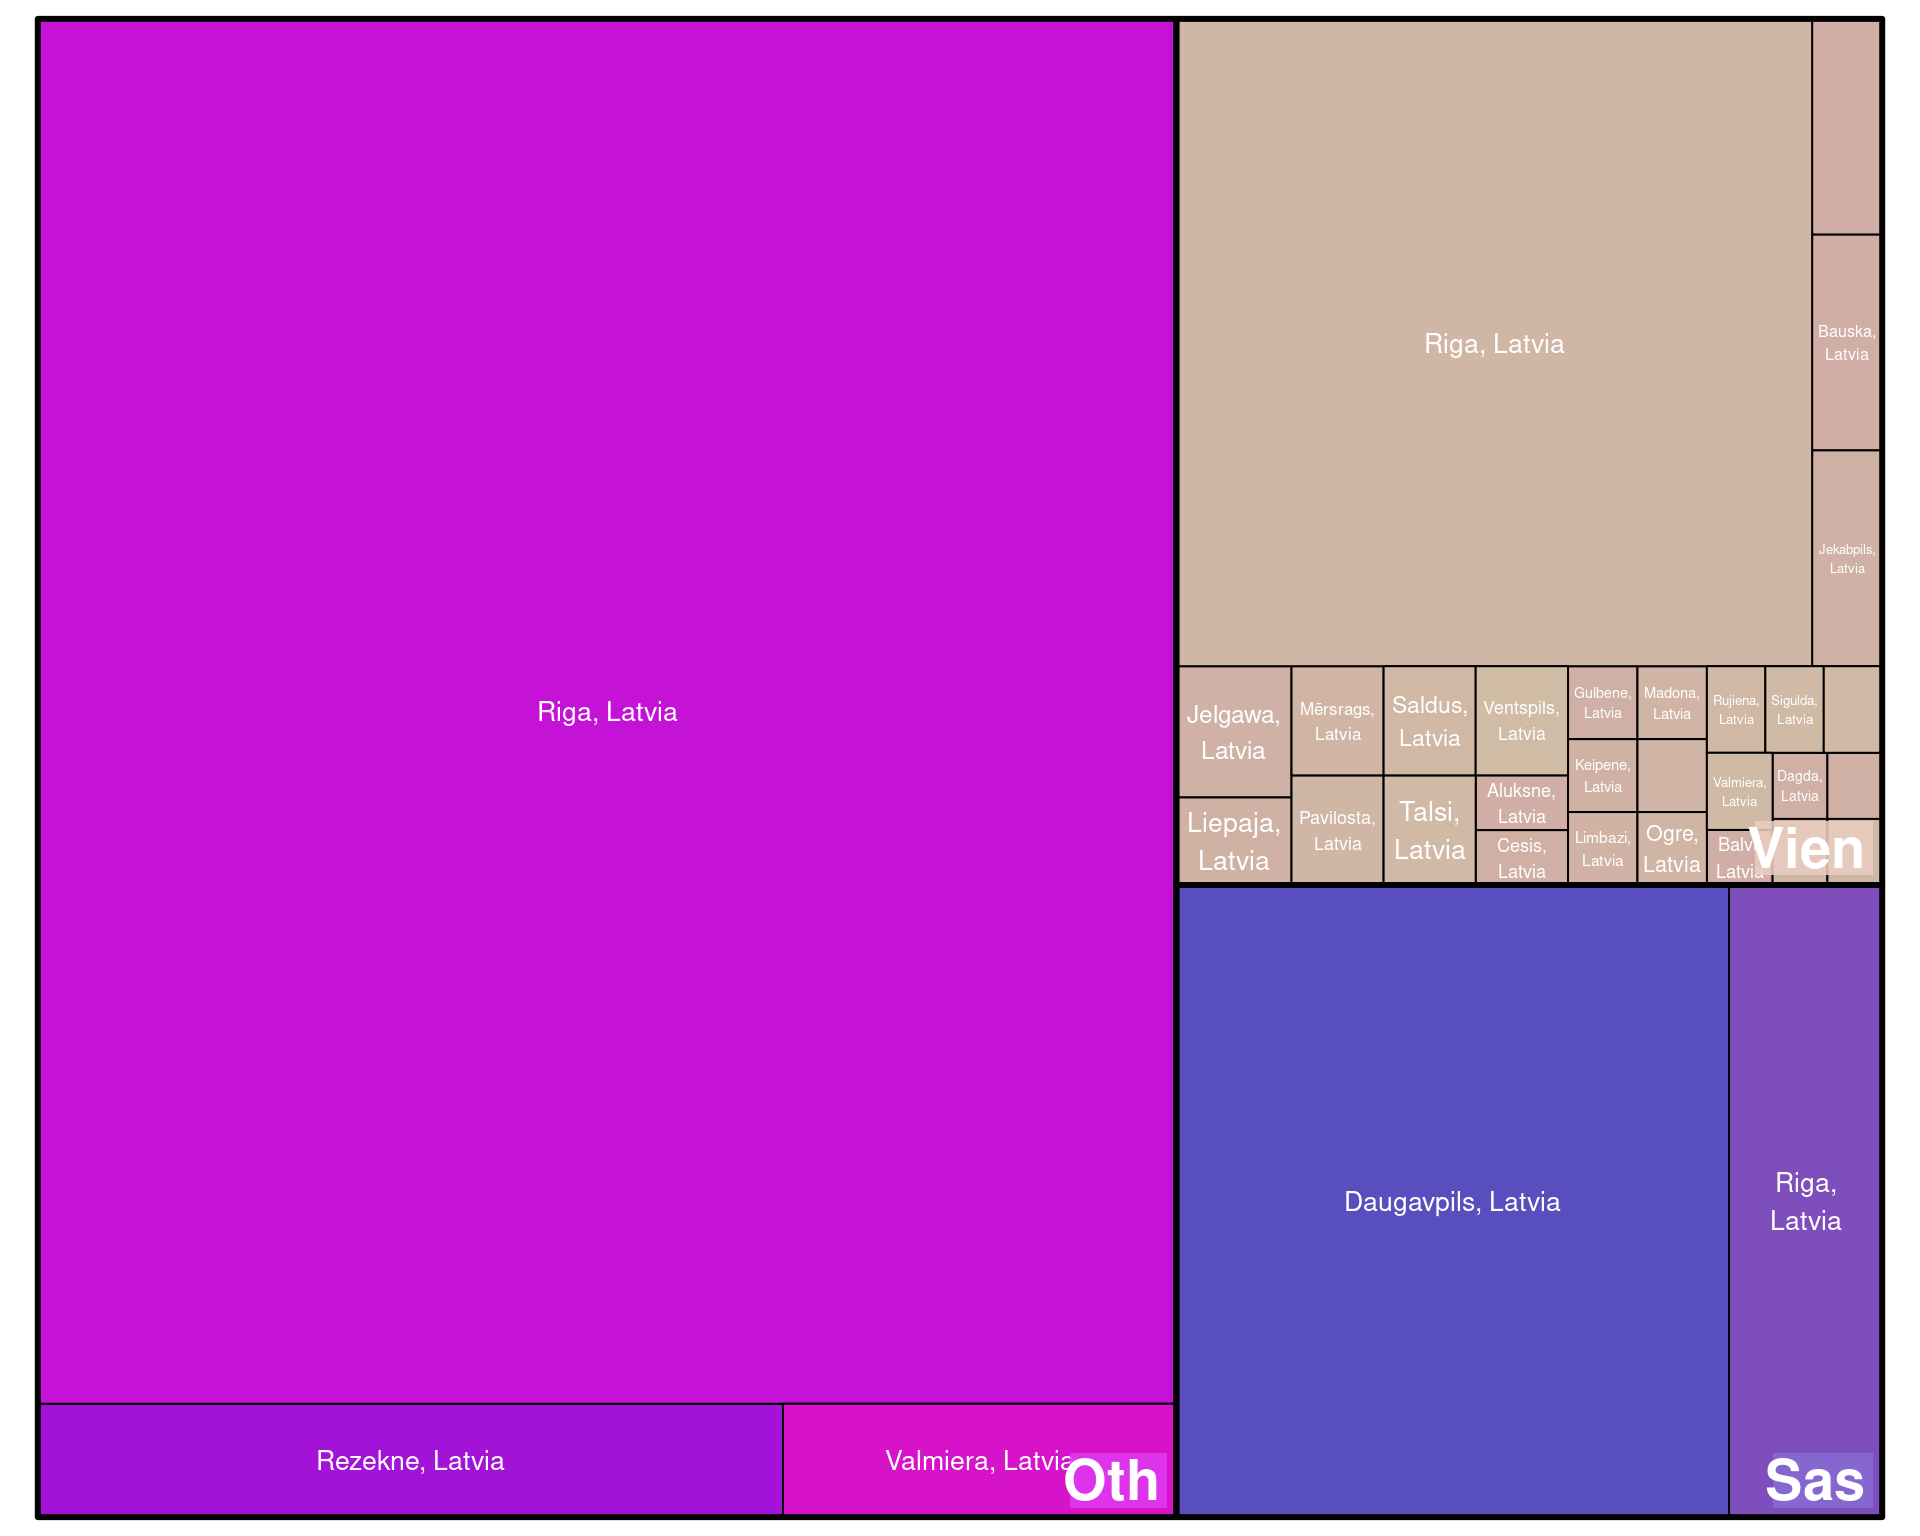 Riga, Latvia
Rezekne, Latvia
Valmiera, Latvia
Oth
Riga, Latvia
Bauska,
Latvia
Jekabpils,
Latvia
Jelgawa,
Latvia
Liepaja,
Latvia
Mērsrags,
Latvia
Pavilosta,
Latvia
Saldus,
Latvia
Talsi,
Latvia
Ventspils,
Latvia
Aluksne,
Latvia
Cesis,
Latvia
Gulbene,
Latvia
Keipene,
Latvia
Limbazi,
Latvia
Madona,
Latvia
Ogre,
Latvia
Rujiena,
Latvia
Sigulda,
Latvia
Valmiera,
Latvia
Dagda,
Latvia
Balvi,
Latvia
Vien
Daugavpils, Latvia
Riga,
Latvia
Sas